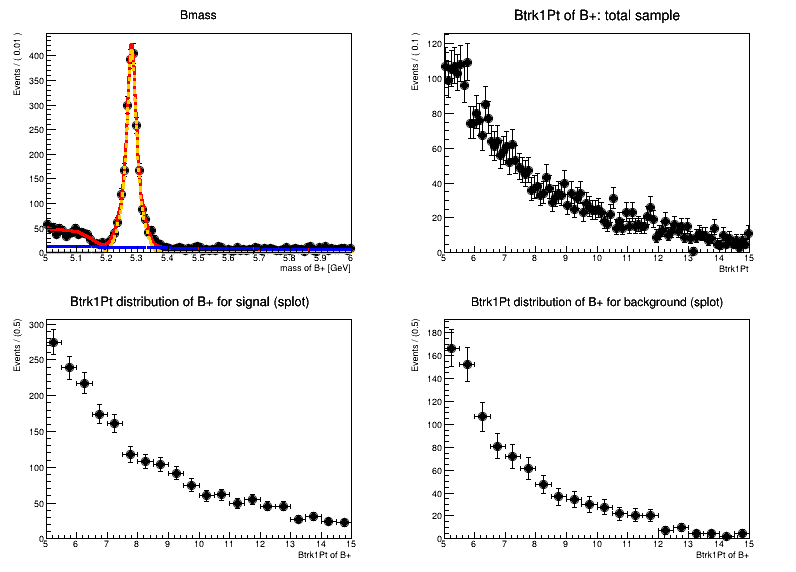 Bmass
Events / ( 0.01 )
400
350
300
250
200
150
100
50
0
5 5.1 5.2 5.3 5.4 5.5 5.6 5.7 5.8 5.9 6
mass of B+ [GeV]
Btrk1Pt of B+: total sample
Events / ( 0.1 )
120
100
80
60
40
20
0
5 6 7 8 9 10 11 12 13 14 15
Btrk1Pt
Btrk1Pt distribution of B+ for signal (splot)
Events / (0.5)
300
250
200
150
100
50
0
5 6 7 8 9 10 11 12 13 14 15
Btrk1Pt of B+
Btrk1Pt distribution of B+ for background (splot)
Events / (0.5)
180
160
140
120
100
80
60
40
20
0
5 6 7 8 9 10 11 12 13 14 15
Btrk1Pt of B+